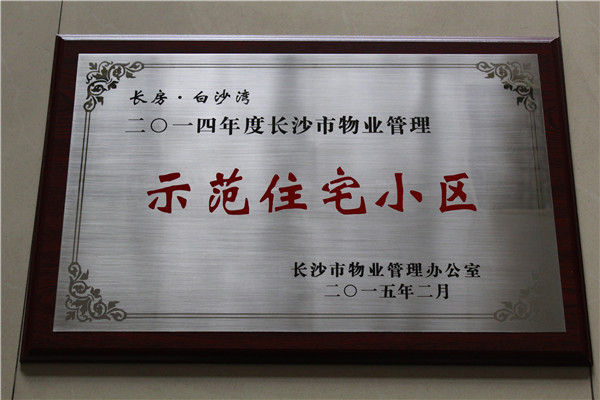 长房·白沙湾
二〇一四年度长沙市物业管理
示范住宅小区
长沙市物业管理办公室
二〇一五年二月